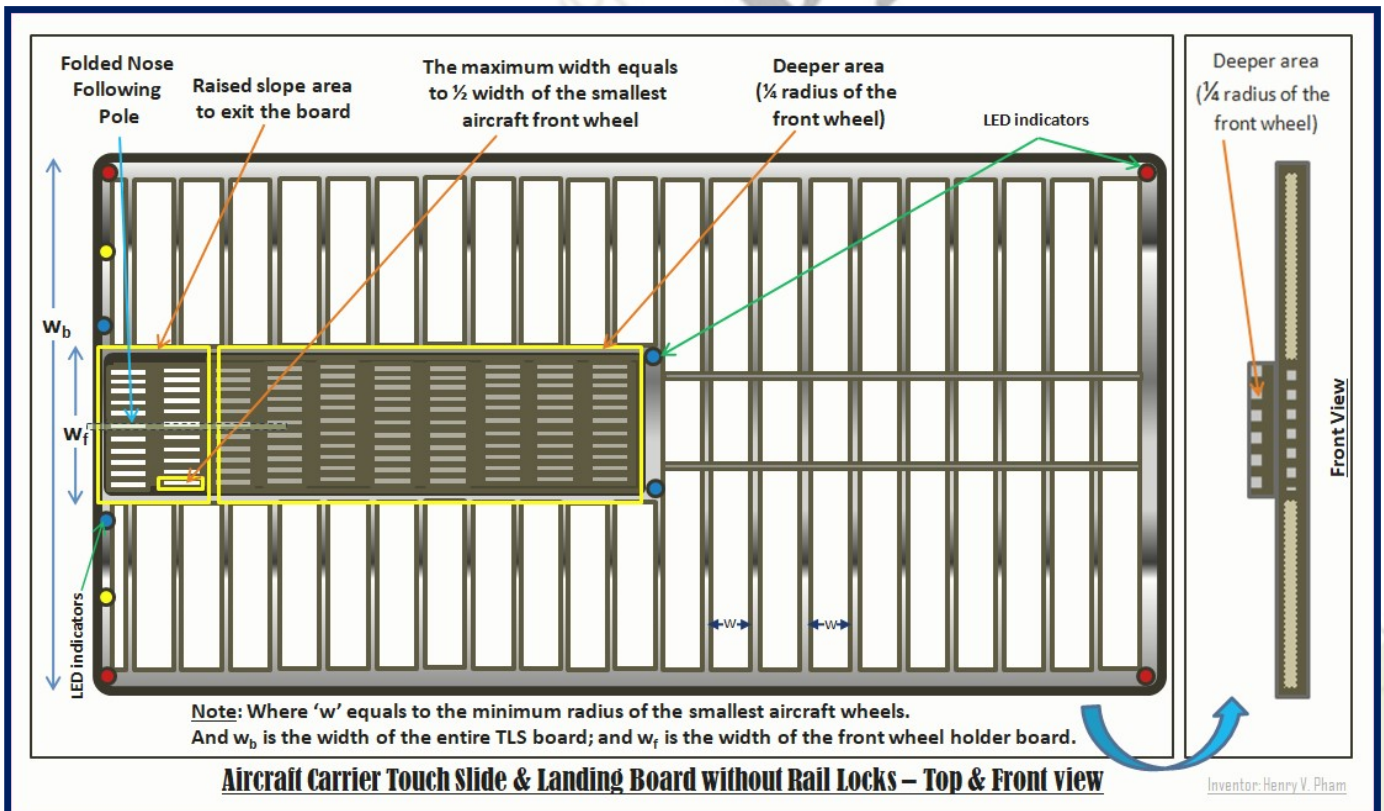 Folded Nose
Following
Pole
Raised slope area
to exit the board
The maximum width equals
to ½ width of the smallest
aircraft front wheel
Deeper area
(¼ radius of the
front wheel)
LED indicators
Deeper area
(¼ radius of the
front wheel)
w_b
w_f
LED indicators
w
w
Front View
Note: Where ‘w’ equals to the minimum radius of the smallest aircraft wheels.
And w_b is the width of the entire TLS board; and w_f is the width of the front wheel holder board.
Aircraft Carrier Touch Slide & Landing Board without Rail Locks – Top & Front view
Inventor: Henry V. Pham